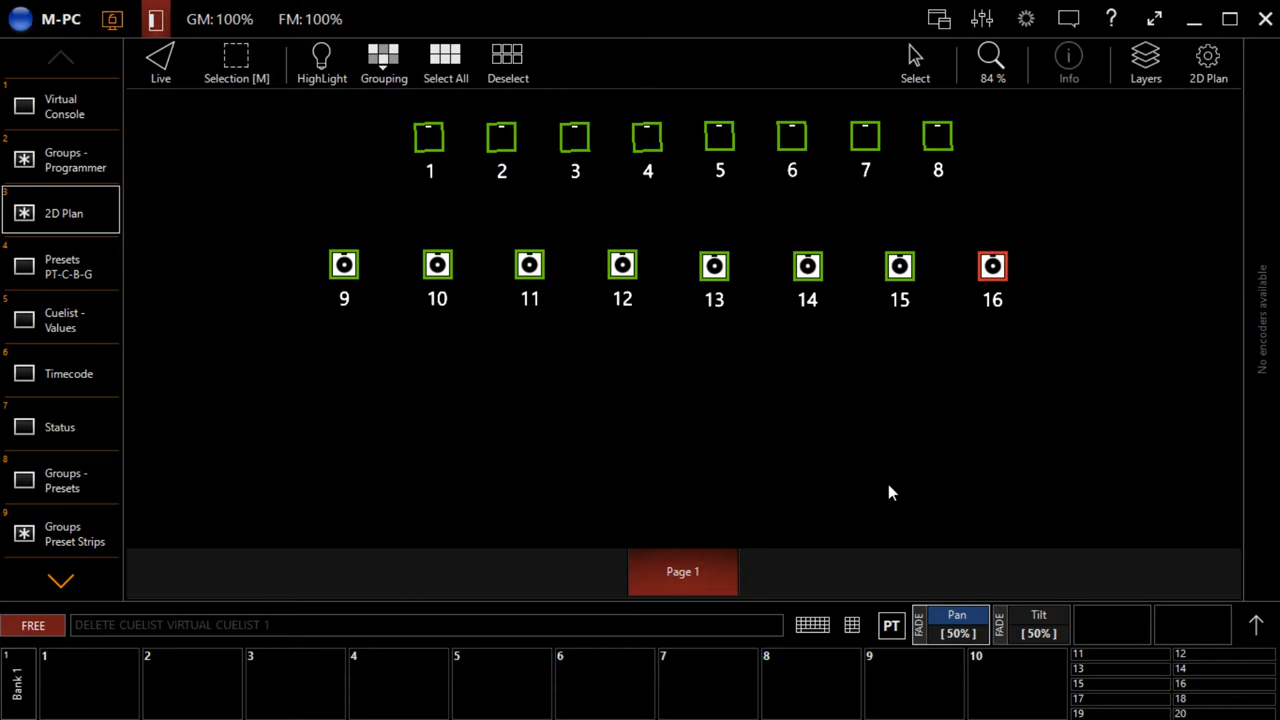 M-PC
6
GM: 100%
FM: 100%
?
Live
Selection [M]
HighLight
Grouping
Select All
Deselect
Select
84 %
Info
Layers
2D Plan
1
Virtual
Console
2
Groups -
Programmer
3
2D Plan
4
Presets
PT-C-B-G
5
Cuelist -
Values
6
Timecode
7
Status
8
Groups -
Presets
9
Groups
Preset Strips
1 2 3 4 5 6 7 8
9 10 11 12 13 14 15 16
No encoders available
Page 1
FREE
DELETE CUELIST VIRTUAL CUELIST 1
PT
FADE
Pan
[ 50% ]
FADE
Tilt
[ 50% ]
1
Bank 1
1 2 3 4 5 6 7 8 9 10
11 12
13 14
15 16
17 18
19 20